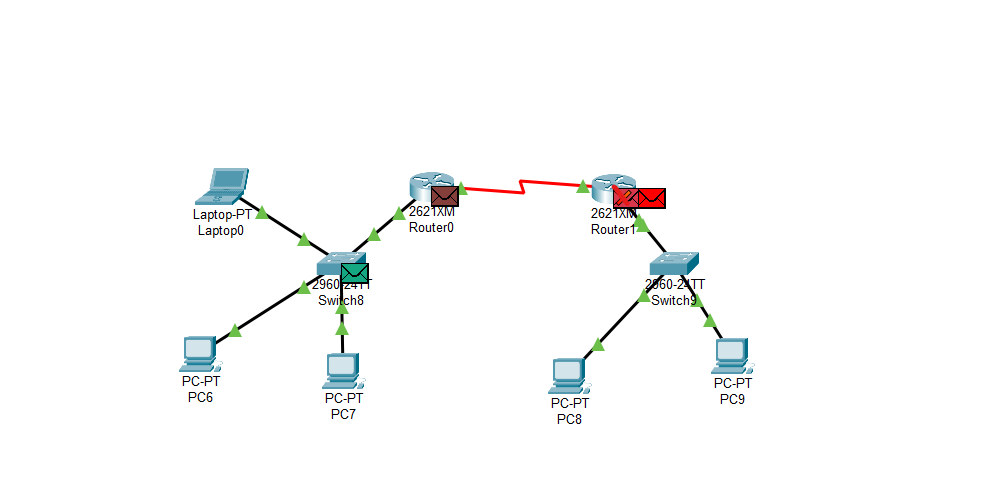 Laptop-PT
Laptop0
2621XM
Router0
2621XM
Router1
2960-24TT
Switch8
2960-24TT
Switch9
PC-PT
PC6
PC-PT
PC7
PC-PT
PC8
PC-PT
PC9